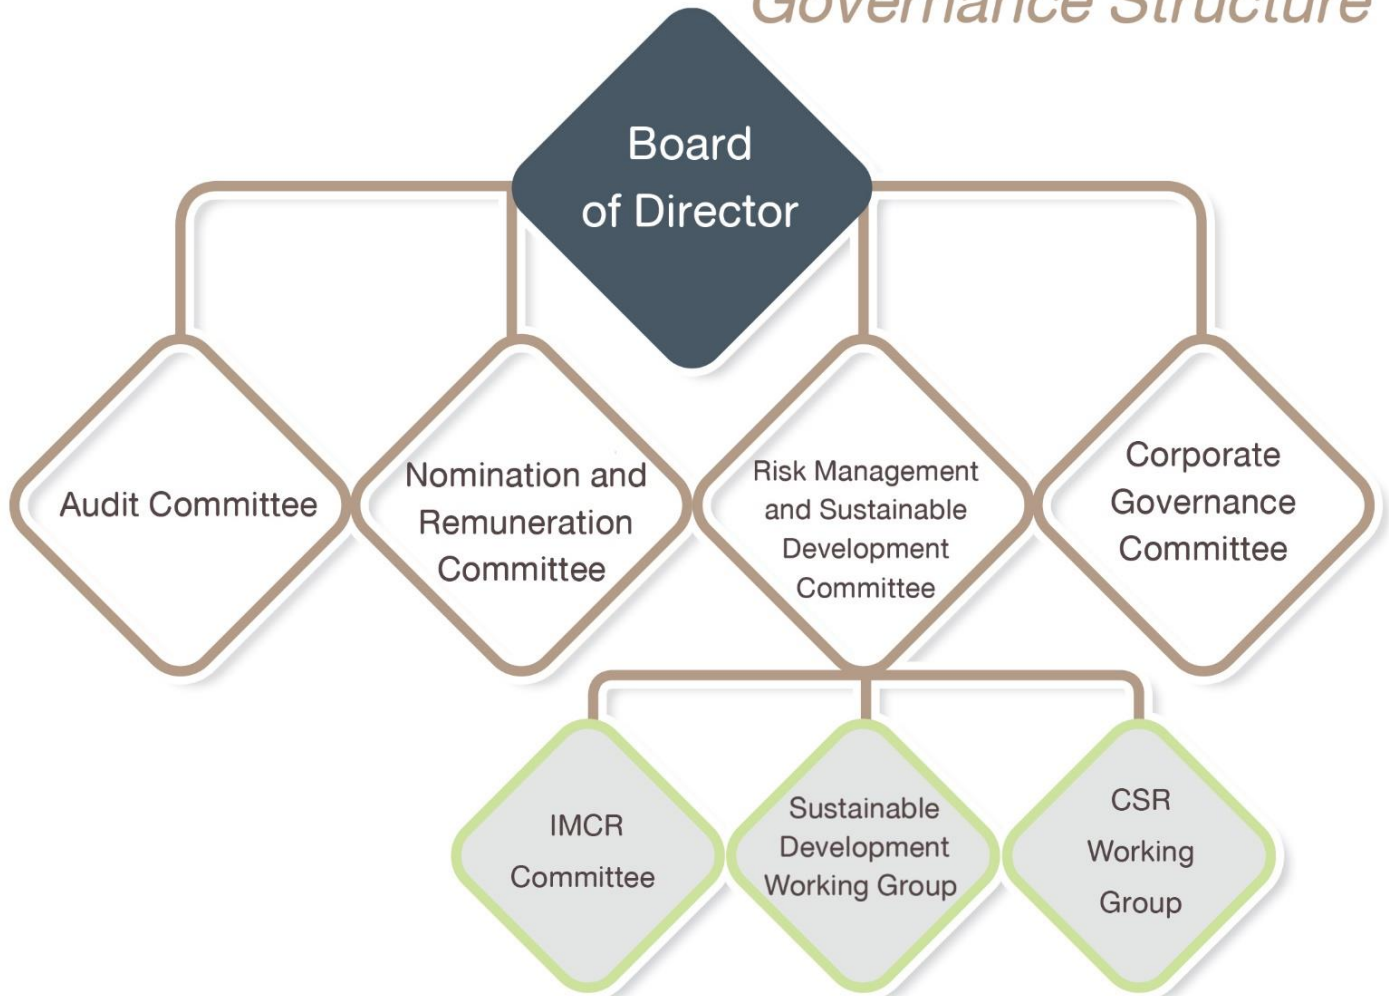 Governance Structure
Board
of Director
Audit Committee
Nomination and
Remuneration
Committee
Risk Management
and Sustainable
Development
Committee
Corporate
Governance
Committee
IMCR
Committee
Sustainable
Development
Working Group
CSR
Working
Group